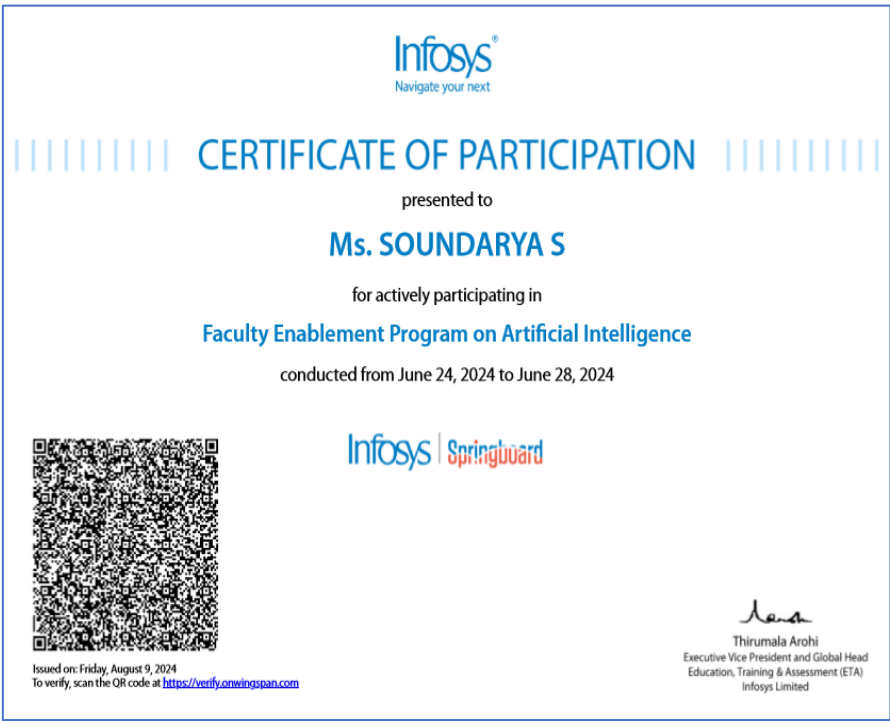 Infosys®
Navigate your next
CERTIFICATE OF PARTICIPATION
presented to
Ms. SOUNDARYA S
for actively participating in
Faculty Enablement Program on Artificial Intelligence
conducted from June 24, 2024 to June 28, 2024
Infosys | Springboard
Issued on: Friday, August 9, 2024
To verify, scan the QR code at https://verify.onwingspan.com
Thirumala Arohi
Executive Vice President and Global Head
Education, Training & Assessment (ETA)
Infosys Limited